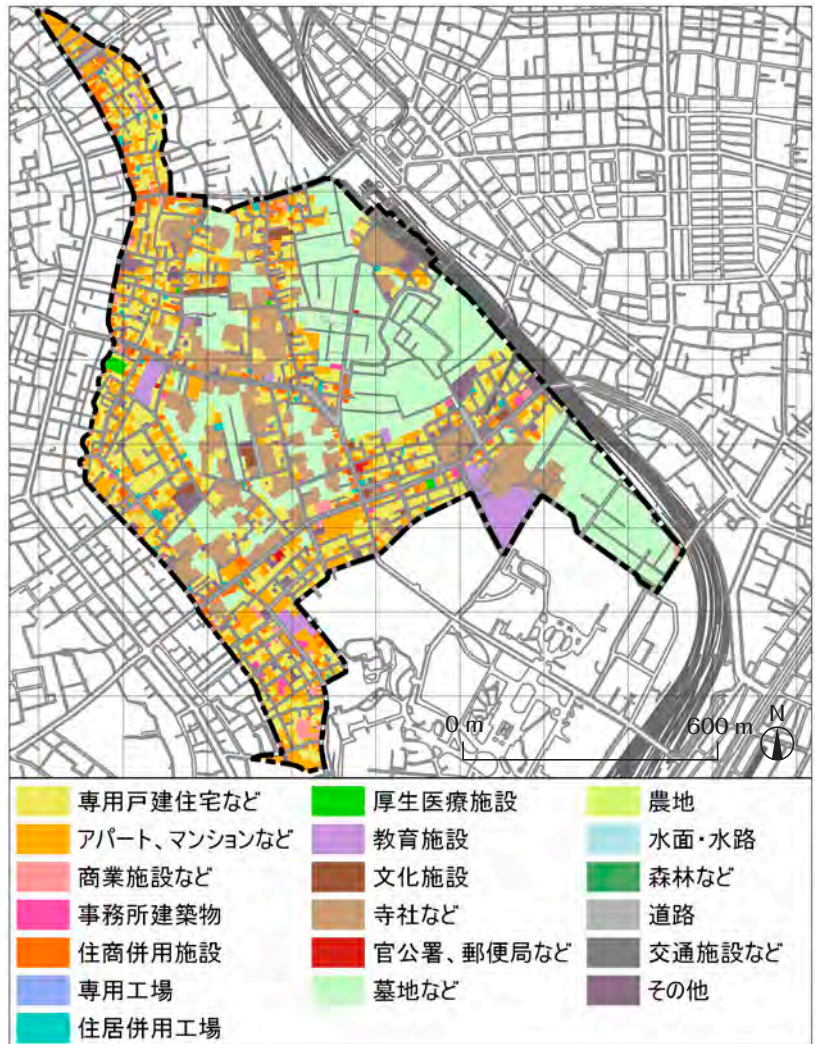 0 m
600 m
N
専用戸建住宅など
厚生医療施設
農地
アパート、マンションなど
教育施設
水面・水路
商業施設など
文化施設
森林など
事務所建築物
寺社など
道路
住商併用施設
官公署、郵便局など
交通施設など
専用工場
墓地など
その他
住居併用工場